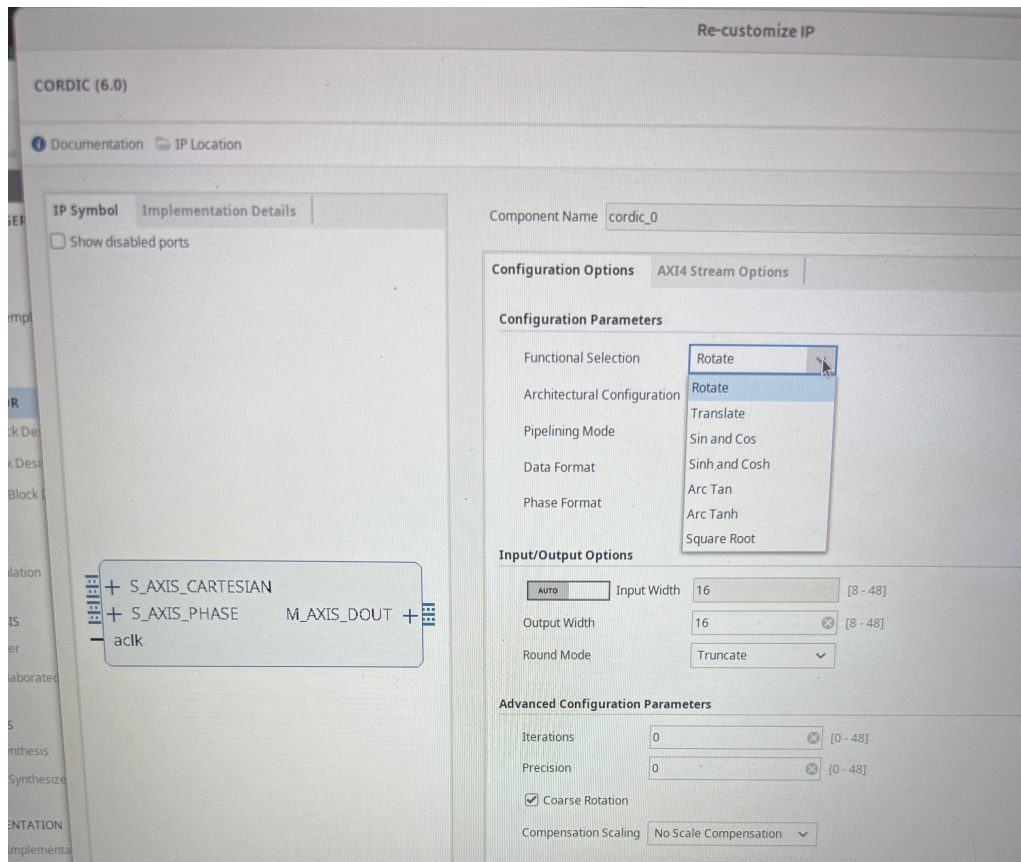 Re-customize IP
CORDIC (6.0)
Documentation IP Location
IP Symbol Implementation Details
Show disabled ports
S_AXIS_CARTESIAN
S_AXIS_PHASE M_AXIS_DOUT
aclk
Component Name cordic_0
Configuration Options AXI4 Stream Options
Configuration Parameters
Functional Selection Rotate
Rotate
Translate
Sin and Cos
Sinh and Cosh
Arc Tan
Arc Tanh
Square Root
Architectural Configuration
Pipelining Mode
Data Format
Phase Format
Input/Output Options
AUTO Input Width 16 [8 - 48]
Output Width 16 [8 - 48]
Round Mode Truncate
Advanced Configuration Parameters
Iterations 0 [0 - 48]
Precision 0 [0 - 48]
Coarse Rotation
Compensation Scaling No Scale Compensation